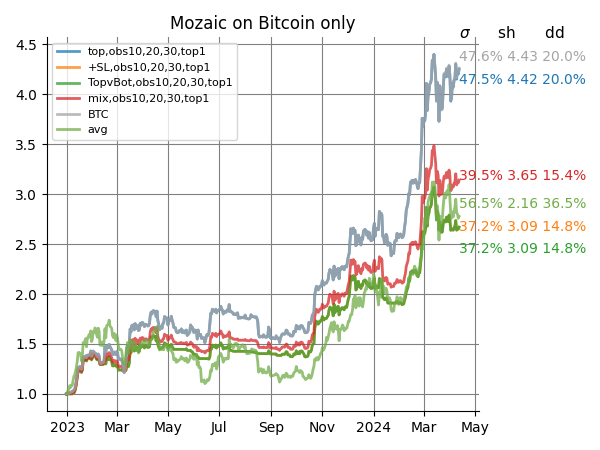 Mozaic on Bitcoin only
σ sh dd
top,obs10,20,30,top1
+SL,obs10,20,30,top1
TopvBot,obs10,20,30,top1
mix,obs10,20,30,top1
BTC
avg
47.6% 4.43 20.0%
47.5% 4.42 20.0%
39.5% 3.65 15.4%
56.5% 2.16 36.5%
37.2% 3.09 14.8%
37.2% 3.09 14.8%
4.5
4.0
3.5
3.0
2.5
2.0
1.5
1.0
2023 Mar May Jul Sep Nov 2024 Mar May